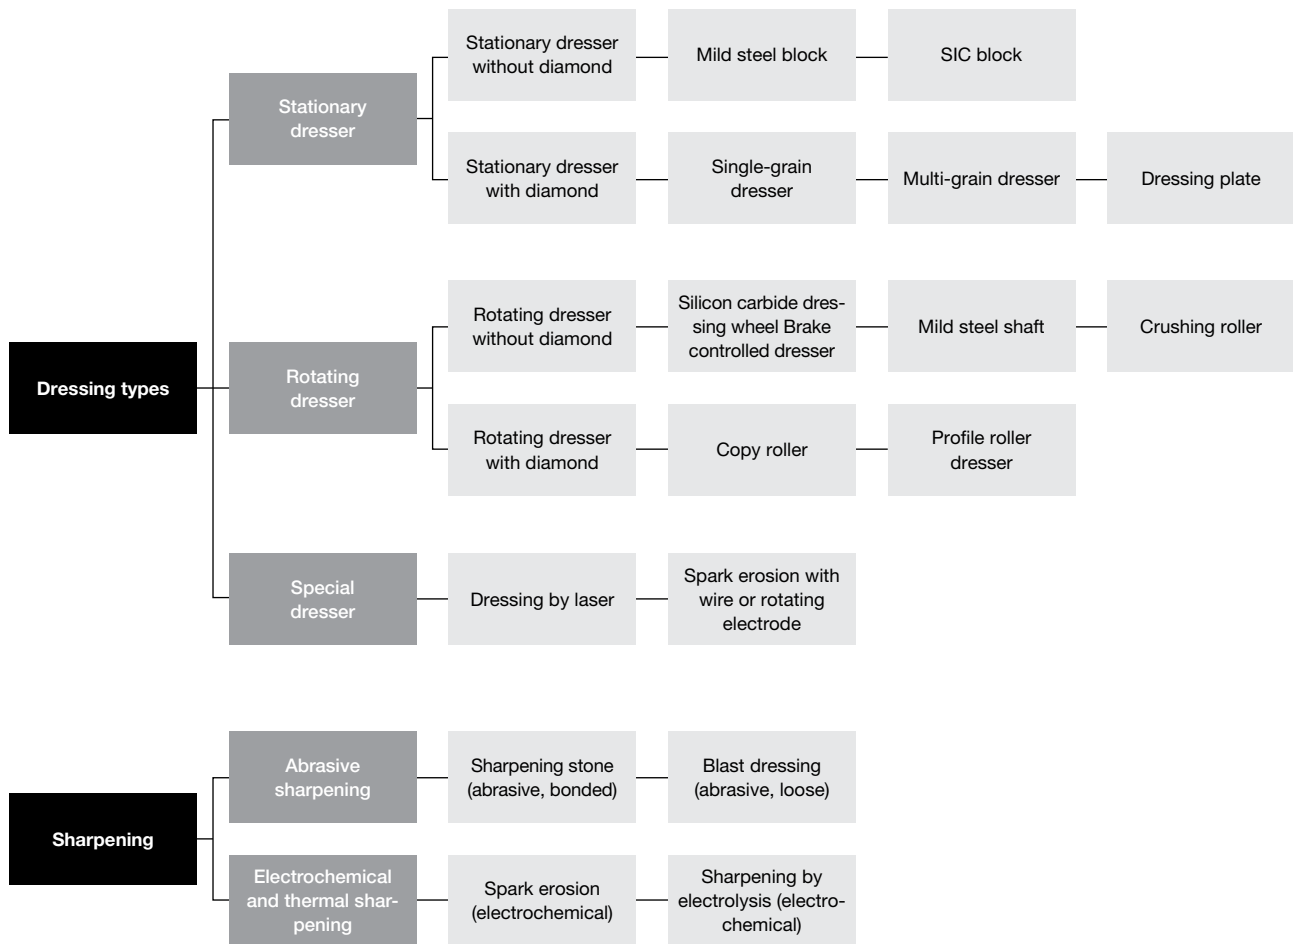 Stationary dresser
without diamond
Mild steel block
SIC block
Stationary
dresser
Stationary dresser
with diamond
Single-grain
dresser
Multi-grain dresser
Dressing plate
Rotating dresser
without diamond
Silicon carbide dres-
sing wheel Brake
controlled dresser
Mild steel shaft
Crushing roller
Dressing types
Rotating
dresser
Rotating dresser
with diamond
Copy roller
Profile roller
dresser
Special
dresser
Dressing by laser
Spark erosion with
wire or rotating
electrode
Abrasive
sharpening
Sharpening stone
(abrasive, bonded)
Blast dressing
(abrasive, loose)
Sharpening
Electrochemical
and thermal shar-
pening
Spark erosion
(electrochemical)
Sharpening by
electrolysis (electro-
chemical)